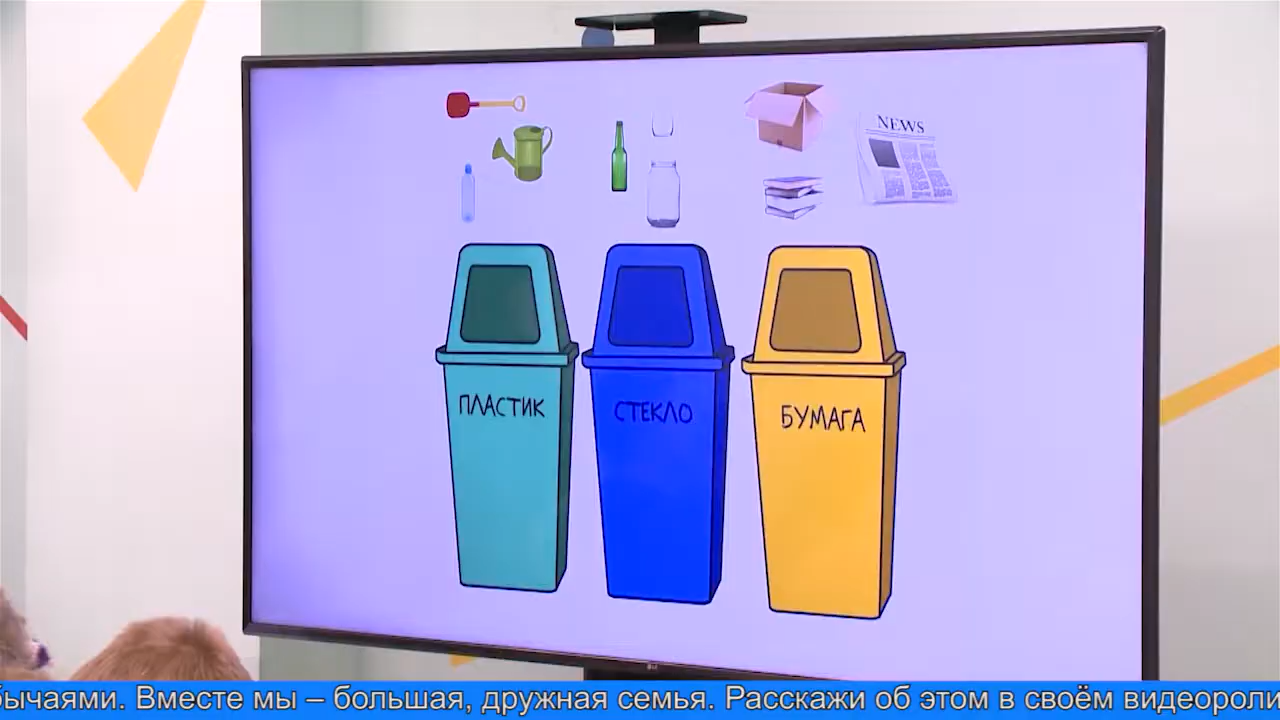 NEWS
ПЛАСТИК
СТЕКЛО
БУМАГА
бычаями. Вместе мы – большая, дружная семья. Расскажи об этом в своём видеороли